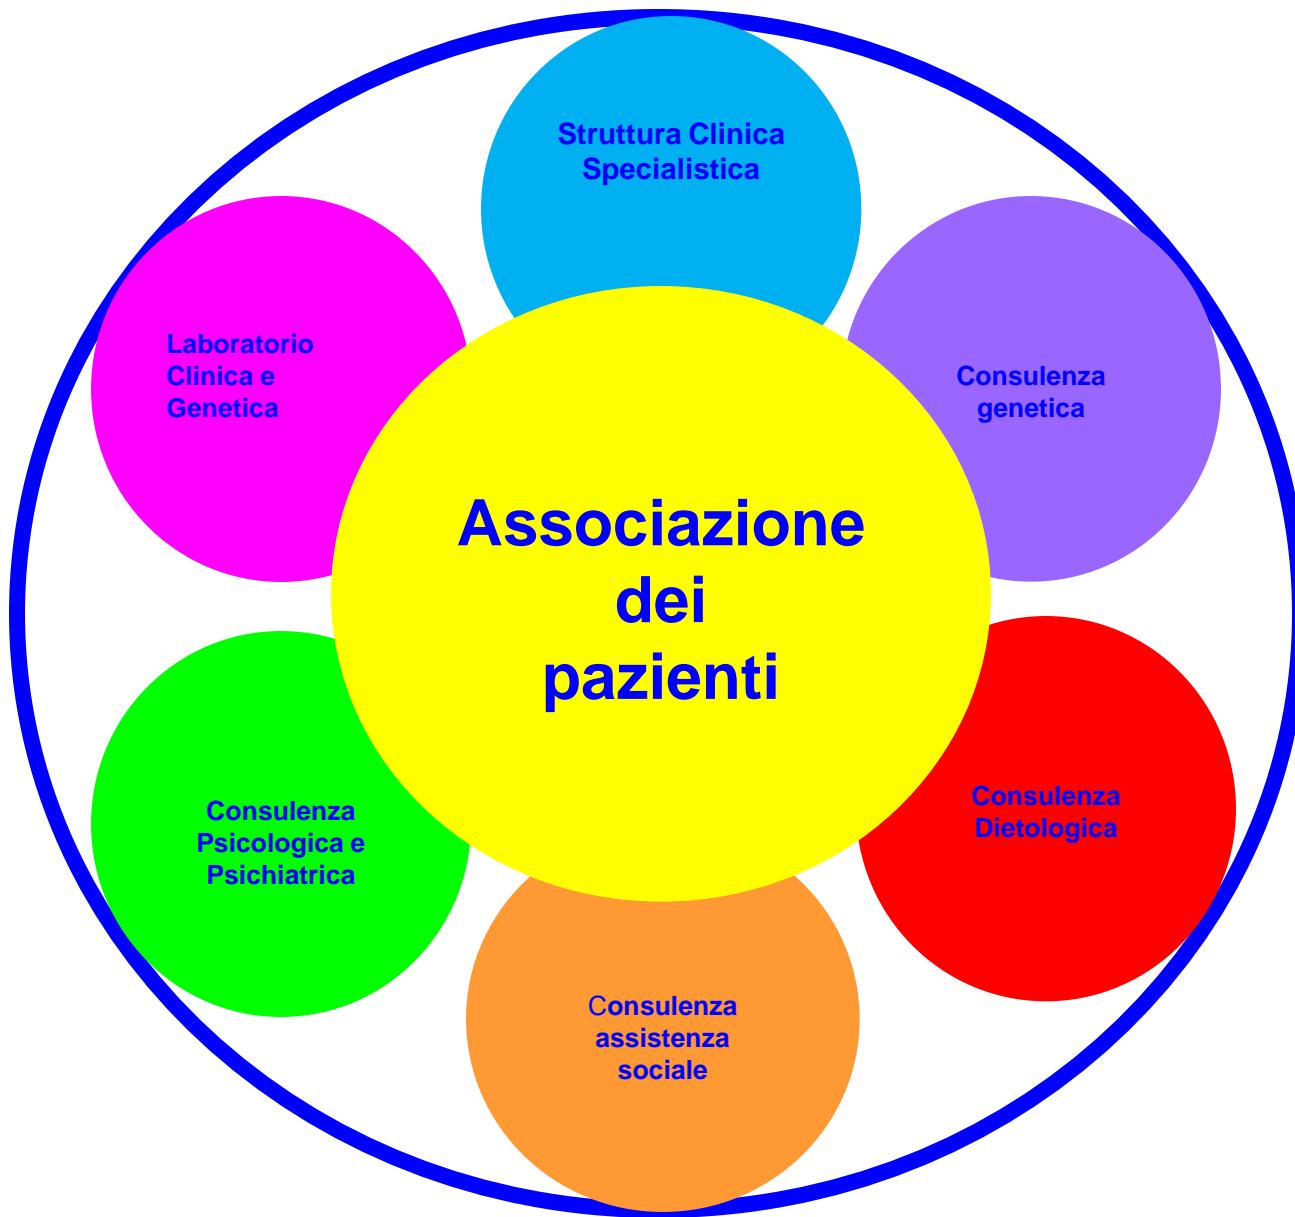 Struttura Clinica
Specialistica
Laboratorio
Clinica e
Genetica
Consulenza
genetica
Associazione
dei
pazienti
Consulenza
Psicologica e
Psichiatrica
Consulenza
Dietologica
Consulenza
assistenza
sociale